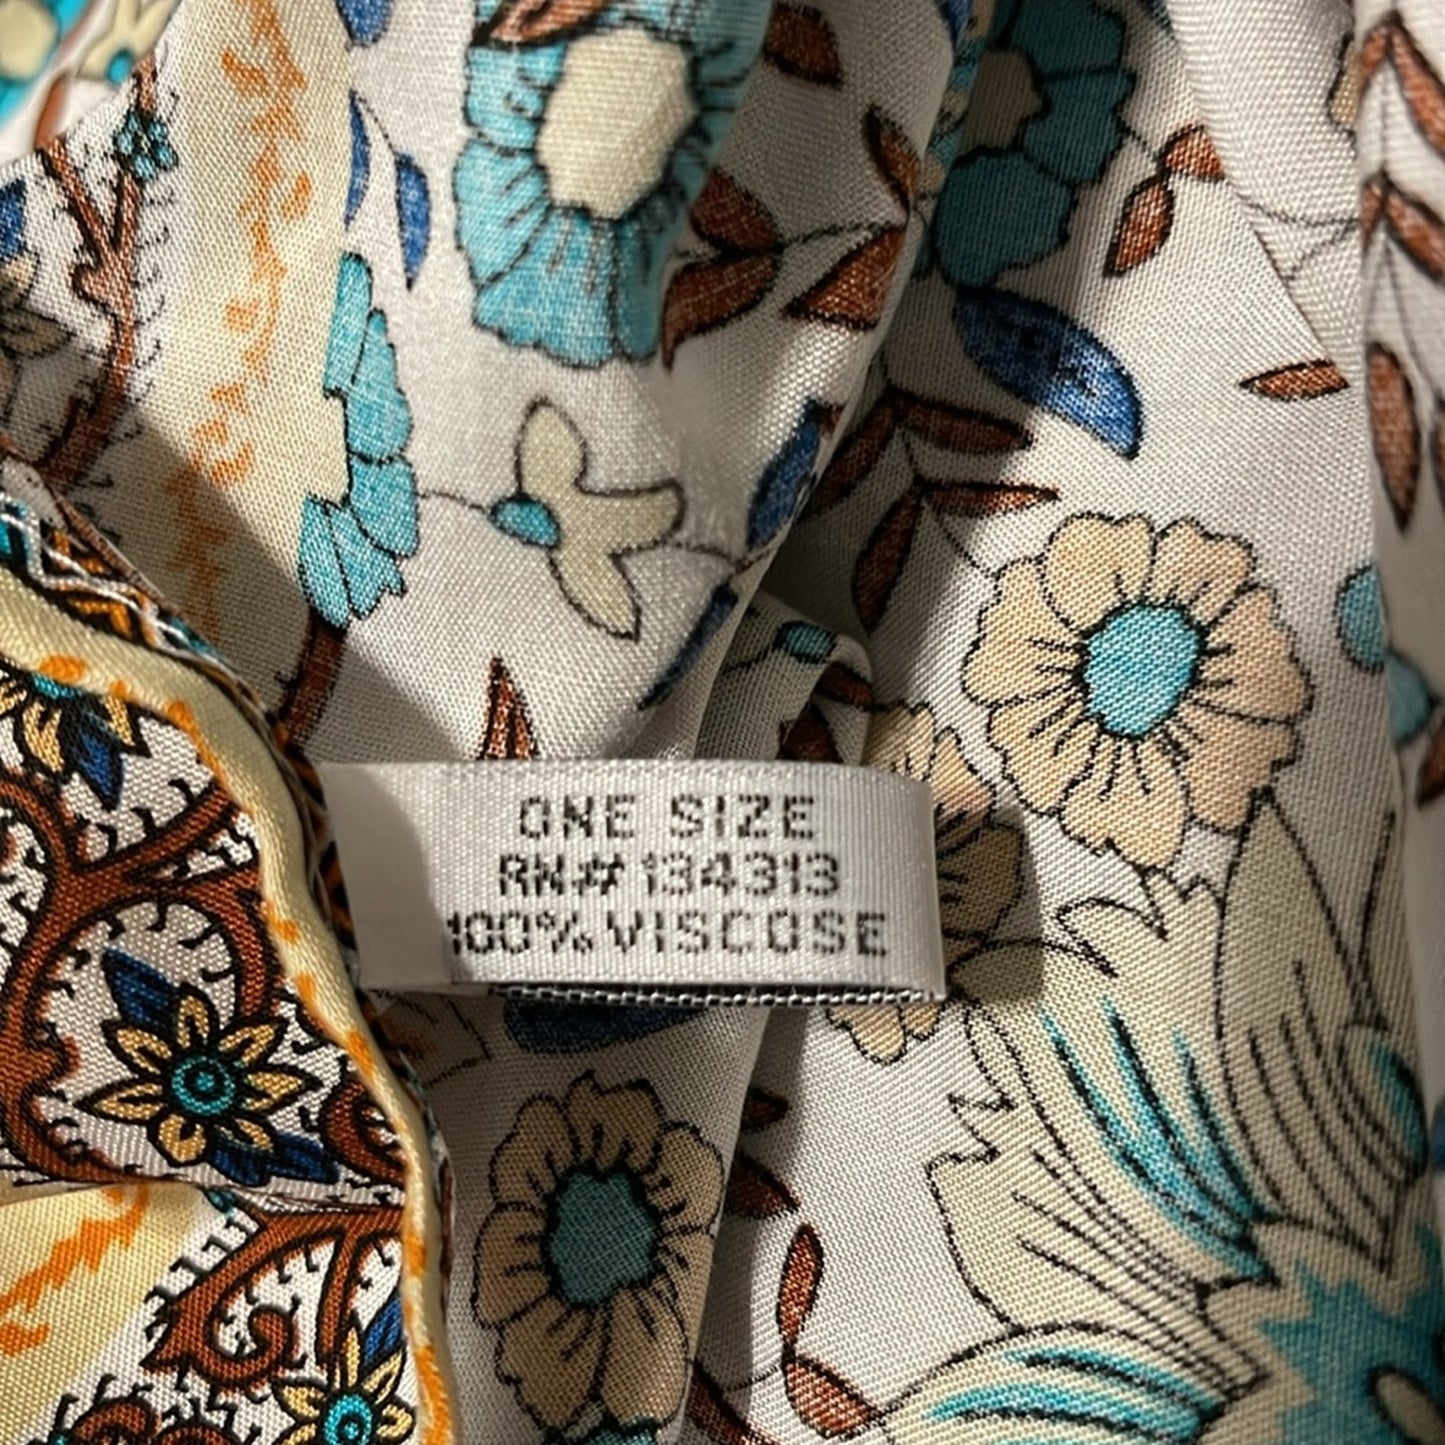 ONE SIZE
RN# 134313
100% VISCOSE